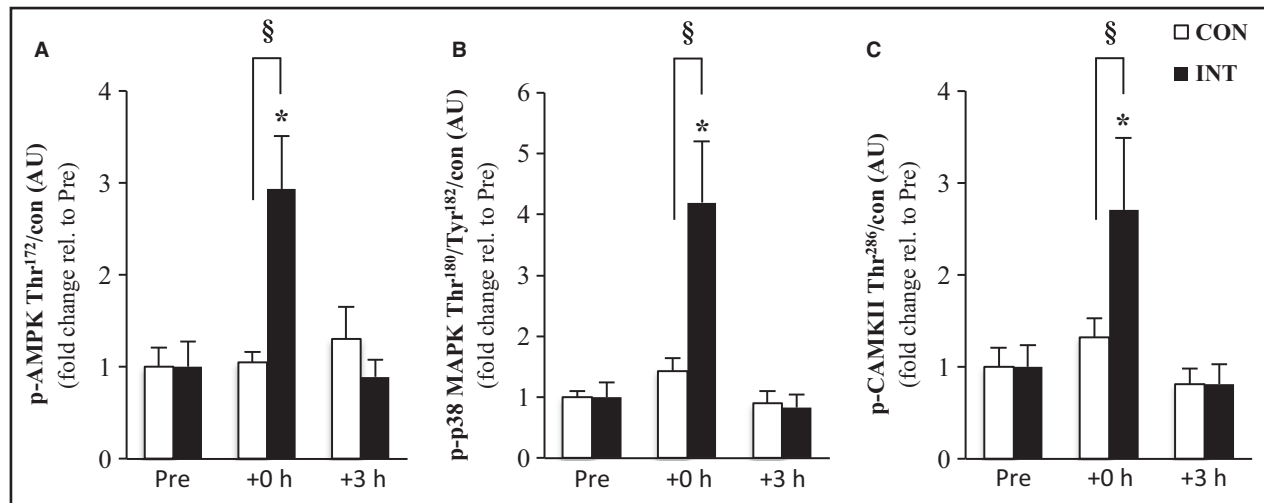 A
§
p-AMPK Thr172/con (AU)
(fold change rel. to Pre)
4
3
2
1
0
*
Pre
+0 h
+3 h
B
§
p-p38 MAPK Thr180/Tyr182/con (AU)
(fold change rel. to Pre)
6
5
4
3
2
1
0
*
Pre
+0 h
+3 h
C
§
CON
INT
p-CAMKII Thr286/con (AU)
(fold change rel. to Pre)
4
3
2
1
0
*
Pre
+0 h
+3 h